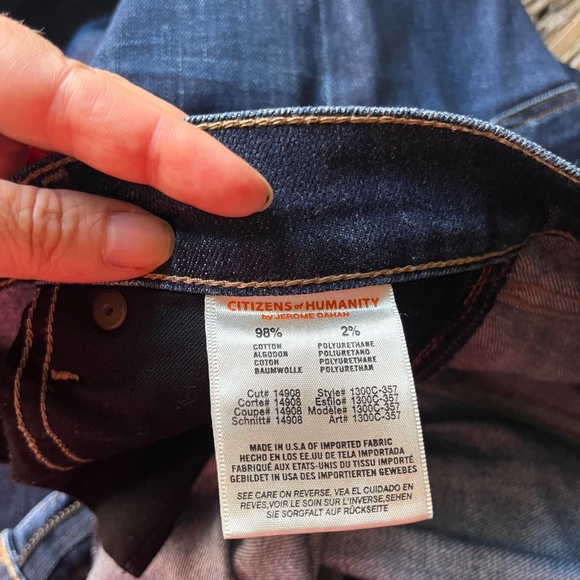 CITIZENS of HUMANITY
by JEROME DAHAN
98% 2%
COTTON POLYURETHANE
ALGODON POLIURETANO
COTON POLYURETHANE
BAUMWOLLE POLYURETHAN
Cut# 14908 Style# 1300C-357
Corte# 14908 Estilo# 1300C-357
Coupe# 14908 Modèle# 1300C-357
Schnitt# 14908 Art# 1300C-357
MADE IN U.S.A OF IMPORTED FABRIC
HECHO EN LOS EE.UU DE TELA IMPORTADA
FABRIQUÉ AUX ETATS-UNIS DU TISSU IMPORTÉ
GEBILDET IN USA DES IMPORTIERTEN GEWEBES
SEE CARE ON REVERSE, VEA EL CUIDADO EN
REVÉS,VOIR LE SOIN SUR L'INVERSE,SEHEN
SIE SORGFALT AUF RÜCKSEITE